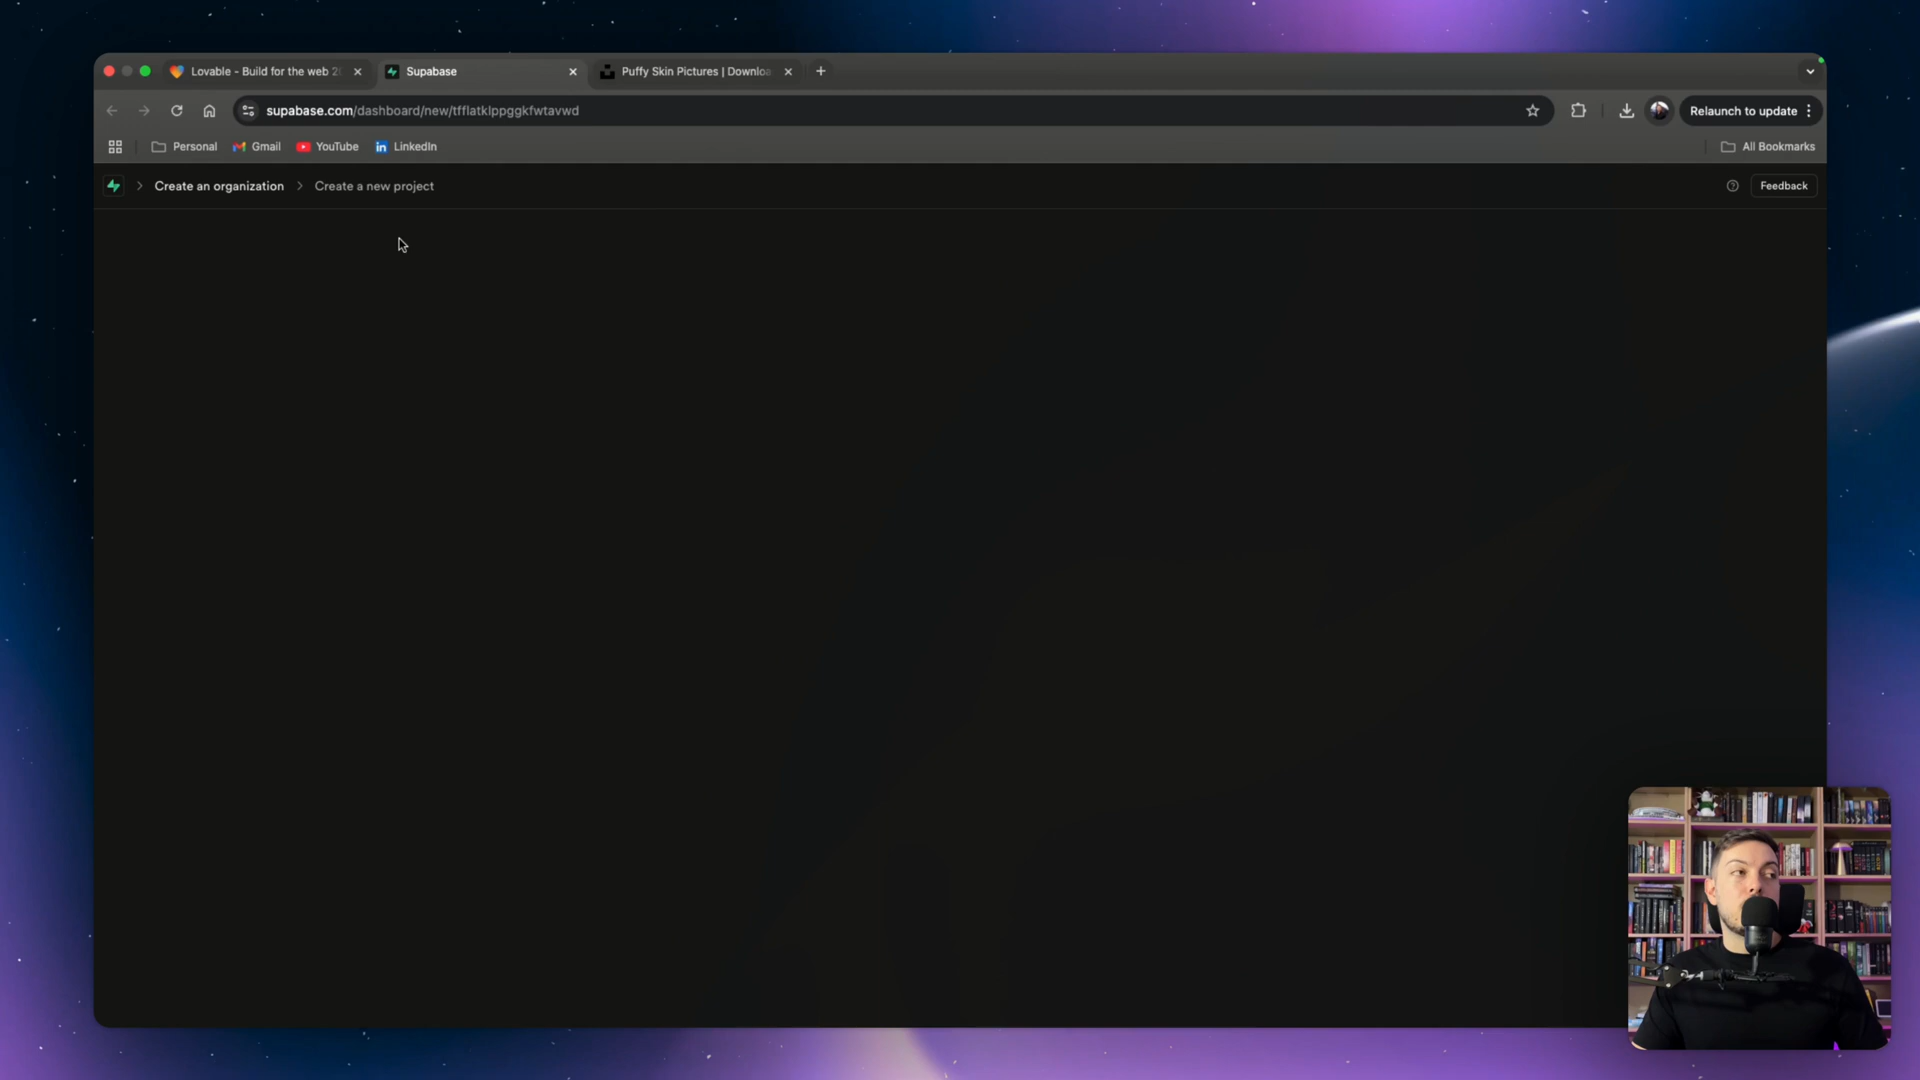 Lovable - Build for the web 2
Supabase
Puffy Skin Pictures | Downloa
supabase.com/dashboard/new/tfflatklppggkfwtavwd
Relaunch to update
Personal
Gmail
YouTube
in LinkedIn
All Bookmarks
Create an organization
Create a new project
Feedback